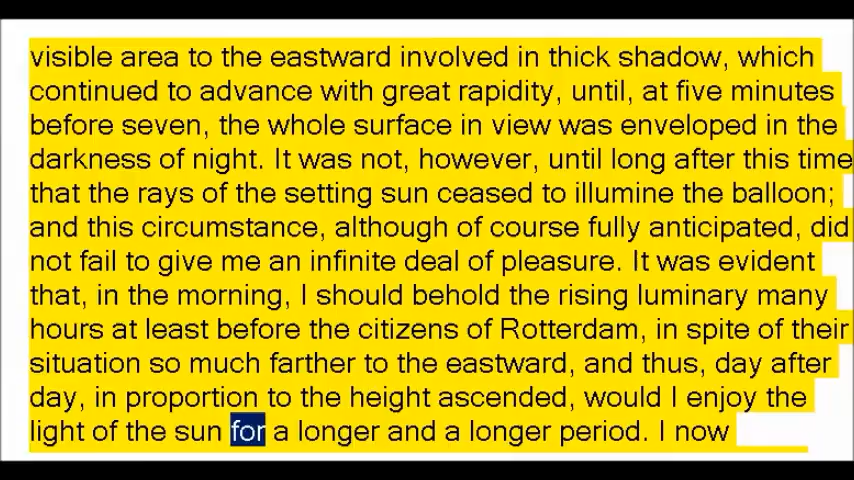 visible area to the eastward involved in thick shadow, which
continued to advance with great rapidity, until, at five minutes
before seven, the whole surface in view was enveloped in the
darkness of night. It was not, however, until long after this time
that the rays of the setting sun ceased to illumine the balloon;
and this circumstance, although of course fully anticipated, did
not fail to give me an infinite deal of pleasure. It was evident
that, in the morning, I should behold the rising luminary many
hours at least before the citizens of Rotterdam, in spite of their
situation so much farther to the eastward, and thus, day after
day, in proportion to the height ascended, would I enjoy the
light of the sun for a longer and a longer period. I now